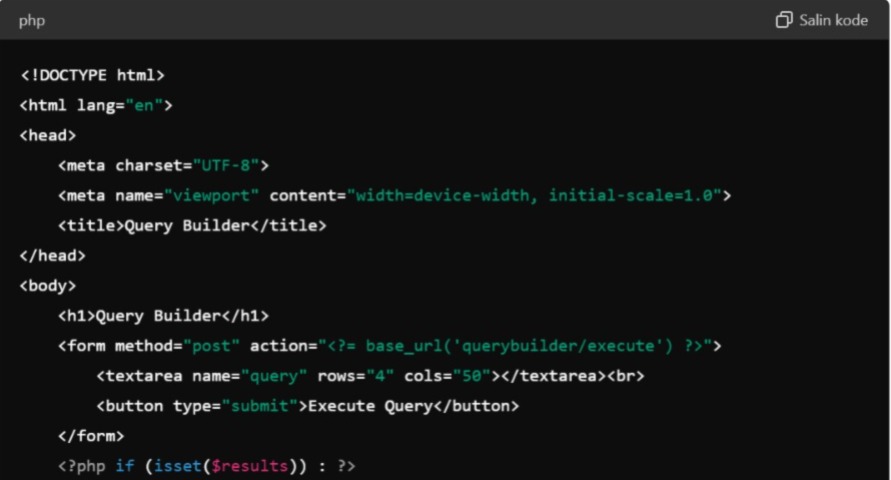 php
Salin kode
<!DOCTYPE html>
<html lang="en">
<head>
    <meta charset="UTF-8">
    <meta name="viewport" content="width=device-width, initial-scale=1.0">
    <title>Query Builder</title>
</head>
<body>
    <h1>Query Builder</h1>
    <form method="post" action="<?= base_url('querybuilder/execute') ?>">
        <textarea name="query" rows="4" cols="50"></textarea><br>
        <button type="submit">Execute Query</button>
    </form>
    <?php if (isset($results)) : ?>